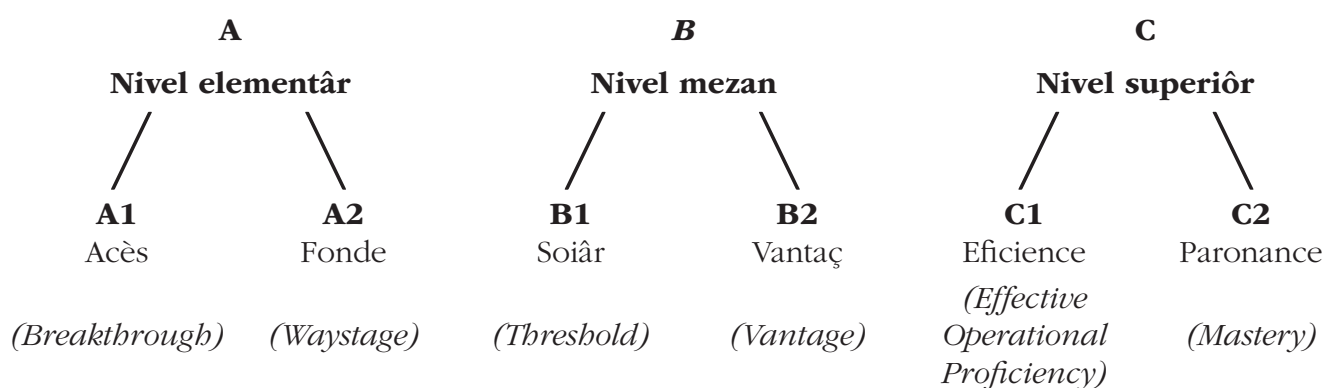 A B C
Nivel elementâr Nivel mezan Nivel superiôr
A1 A2 B1 B2 C1 C2
Acès Fonde Soiâr Vantaç Eficience Paronance
(Effective
(Breakthrough) (Waystage) (Threshold) (Vantage) Operational (Mastery)
Proficiency)